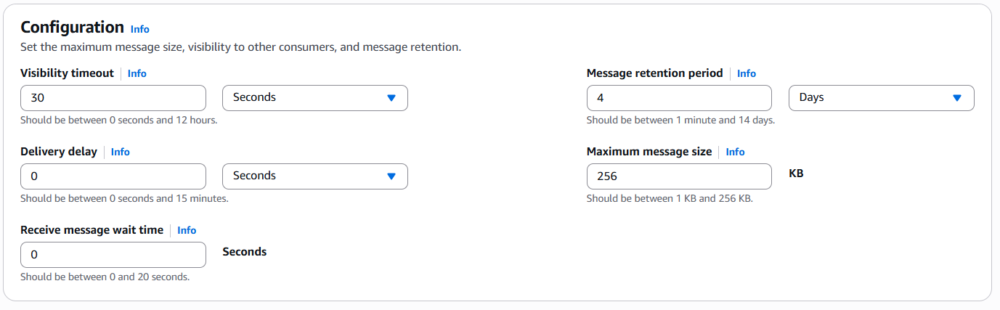 Configuration Info
Set the maximum message size, visibility to other consumers, and message retention.
Visibility timeout Info
30 Seconds
Should be between 0 seconds and 12 hours.
Message retention period Info
4 Days
Should be between 1 minute and 14 days.
Delivery delay Info
0 Seconds
Should be between 0 seconds and 15 minutes.
Maximum message size Info
256 KB
Should be between 1 KB and 256 KB.
Receive message wait time Info
0 Seconds
Should be between 0 and 20 seconds.